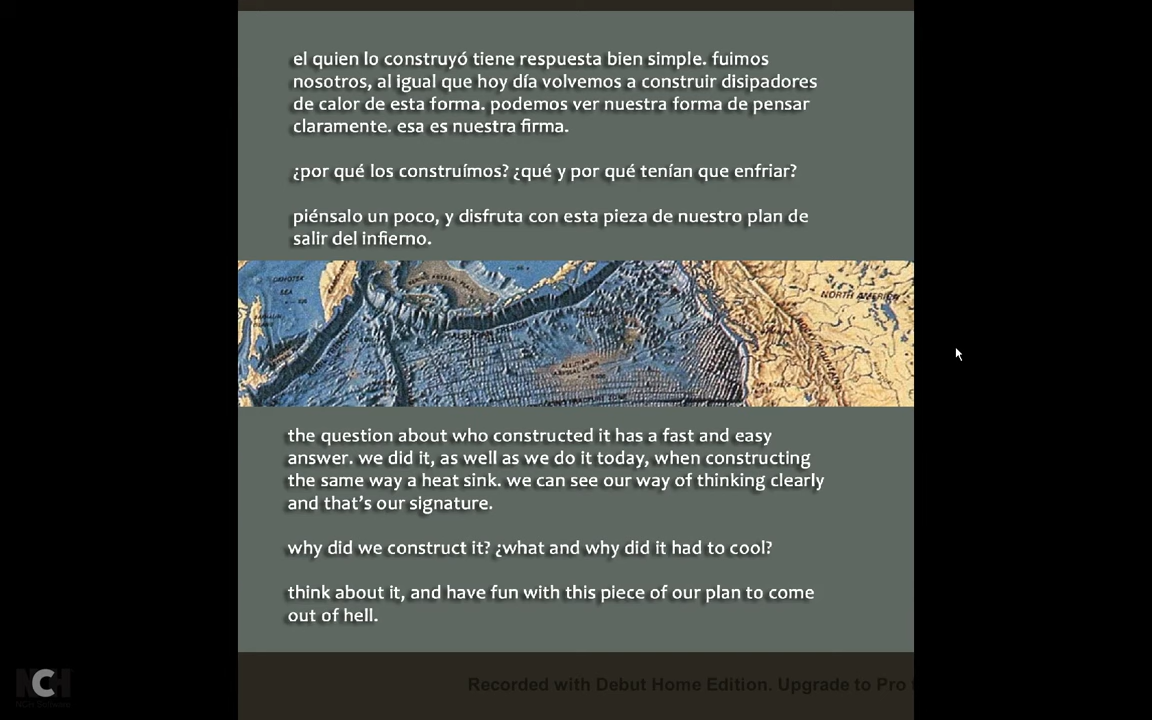 el quien lo construyó tiene respuesta bien simple. fuimos
nosotros, al igual que hoy día volvemos a construir disipadores
de calor de esta forma. podemos ver nuestra forma de pensar
claramente. esa es nuestra firma.
¿por qué los construímos? ¿qué y por qué tenían que enfriar?
piénsalo un poco, y disfruta con esta pieza de nuestro plan de
salir del infierno.
OKHOTSK
SEA
NORTH AMERICA
ALEUTIAN
ABYSSAL PLAIN
the question about who constructed it has a fast and easy
answer. we did it, as well as we do it today, when constructing
the same way a heat sink. we can see our way of thinking clearly
and that's our signature.
why did we construct it? ¿what and why did it had to cool?
think about it, and have fun with this piece of our plan to come
out of hell.
NCH
NCH Software
Recorded with Debut Home Edition. Upgrade to Pro